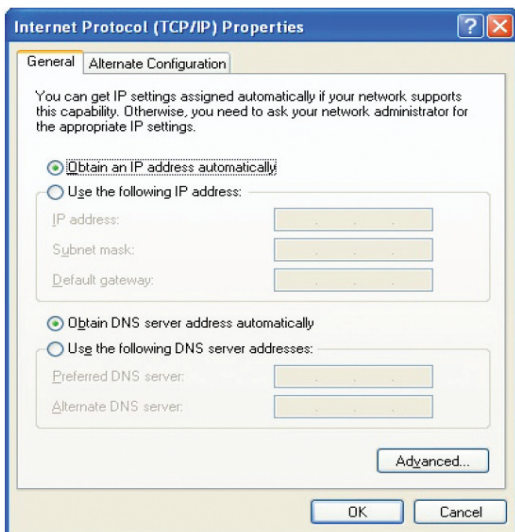 Internet Protocol (TCP/IP) Properties
General
Alternate Configuration
You can get IP settings assigned automatically if your network supports
this capability. Otherwise, you need to ask your network administrator for
the appropriate IP settings.
Obtain an IP address automatically
Use the following IP address:
IP address:
Subnet mask:
Default gateway:
Obtain DNS server address automatically
Use the following DNS server addresses:
Preferred DNS server:
Alternate DNS server:
Advanced...
OK
Cancel